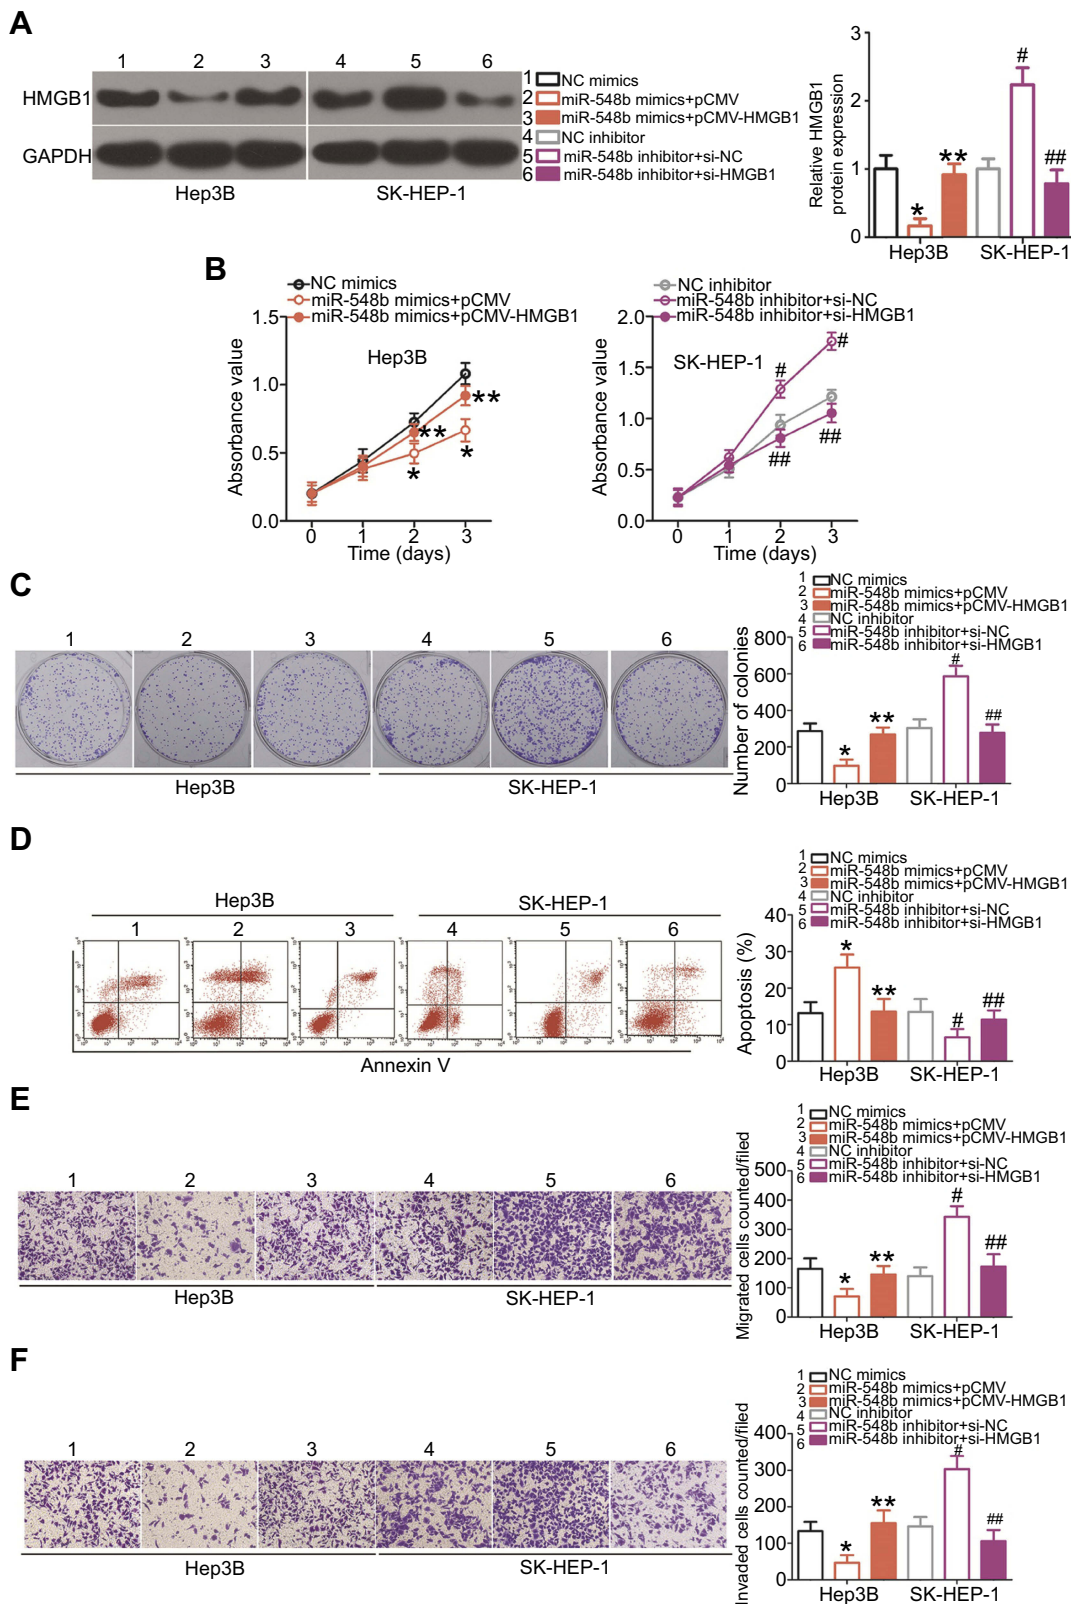 A
1 2 3 4 5 6
HMGB1
GAPDH
Hep3B SK-HEP-1
1 NC mimics
2 miR-548b mimics+pCMV
3 miR-548b mimics+pCMV-HMGB1
4 NC inhibitor
5 miR-548b inhibitor+si-NC
6 miR-548b inhibitor+si-HMGB1
Relative HMGB1
protein expression
3
2
1
0
* ** # ##
Hep3B SK-HEP-1
B
NC mimics
miR-548b mimics+pCMV
miR-548b mimics+pCMV-HMGB1
Hep3B
Absorbance value
1.5
1.0
0.5
0.0
** ** * *
0 1 2 3
Time (days)
NC inhibitor
miR-548b inhibitor+si-NC
miR-548b inhibitor+si-HMGB1
SK-HEP-1
Absorbance value
2.0
1.5
1.0
0.5
0.0
# # ## ##
0 1 2 3
Time (days)
C
1 2 3 4 5 6
Hep3B SK-HEP-1
1 NC mimics
2 miR-548b mimics+pCMV
3 miR-548b mimics+pCMV-HMGB1
4 NC inhibitor
5 miR-548b inhibitor+si-NC
6 miR-548b inhibitor+si-HMGB1
Number of colonies
800
600
400
200
0
* ** # ##
Hep3B SK-HEP-1
D
Hep3B SK-HEP-1
1 2 3 4 5 6
Annexin V
1 NC mimics
2 miR-548b mimics+pCMV
3 miR-548b mimics+pCMV-HMGB1
4 NC inhibitor
5 miR-548b inhibitor+si-NC
6 miR-548b inhibitor+si-HMGB1
Apoptosis (%)
40
30
20
10
0
* ** # ##
Hep3B SK-HEP-1
E
1 2 3 4 5 6
Hep3B SK-HEP-1
1 NC mimics
2 miR-548b mimics+pCMV
3 miR-548b mimics+pCMV-HMGB1
4 NC inhibitor
5 miR-548b inhibitor+si-NC
6 miR-548b inhibitor+si-HMGB1
Migrated cells counted/filed
500
400
300
200
100
0
* ** # ##
Hep3B SK-HEP-1
F
1 2 3 4 5 6
Hep3B SK-HEP-1
1 NC mimics
2 miR-548b mimics+pCMV
3 miR-548b mimics+pCMV-HMGB1
4 NC inhibitor
5 miR-548b inhibitor+si-NC
6 miR-548b inhibitor+si-HMGB1
Invaded cells counted/filed
400
300
200
100
0
* ** # ##
Hep3B SK-HEP-1